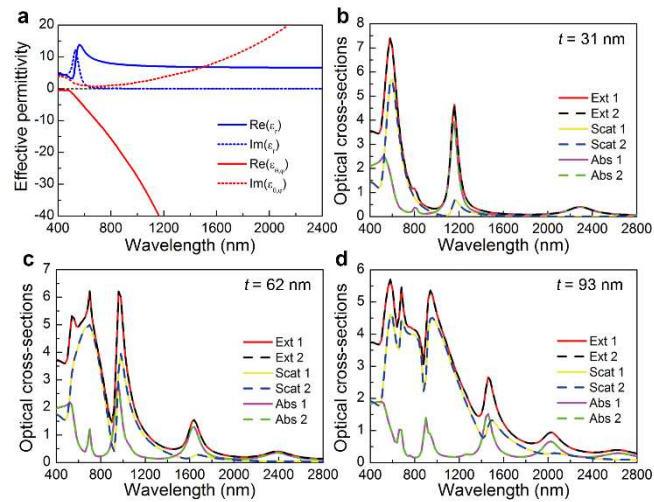 a
Effective permittivity
20
10
0
-10
-20
-30
-40
400 800 1200 1600 2000 2400
Wavelength (nm)
Re(εr)
Im(εr)
Re(εθ,φ)
Im(εθ,φ)
b
t = 31 nm
Optical cross-sections
8
7
6
5
4
3
2
1
0
400 800 1200 1600 2000 2400 2800
Wavelength (nm)
Ext 1
Ext 2
Scat 1
Scat 2
Abs 1
Abs 2
c
t = 62 nm
Optical cross-sections
7
6
5
4
3
2
1
0
400 800 1200 1600 2000 2400 2800
Wavelength (nm)
Ext 1
Ext 2
Scat 1
Scat 2
Abs 1
Abs 2
d
t = 93 nm
Optical cross-sections
6
5
4
3
2
1
0
400 800 1200 1600 2000 2400 2800
Wavelength (nm)
Ext 1
Ext 2
Scat 1
Scat 2
Abs 1
Abs 2